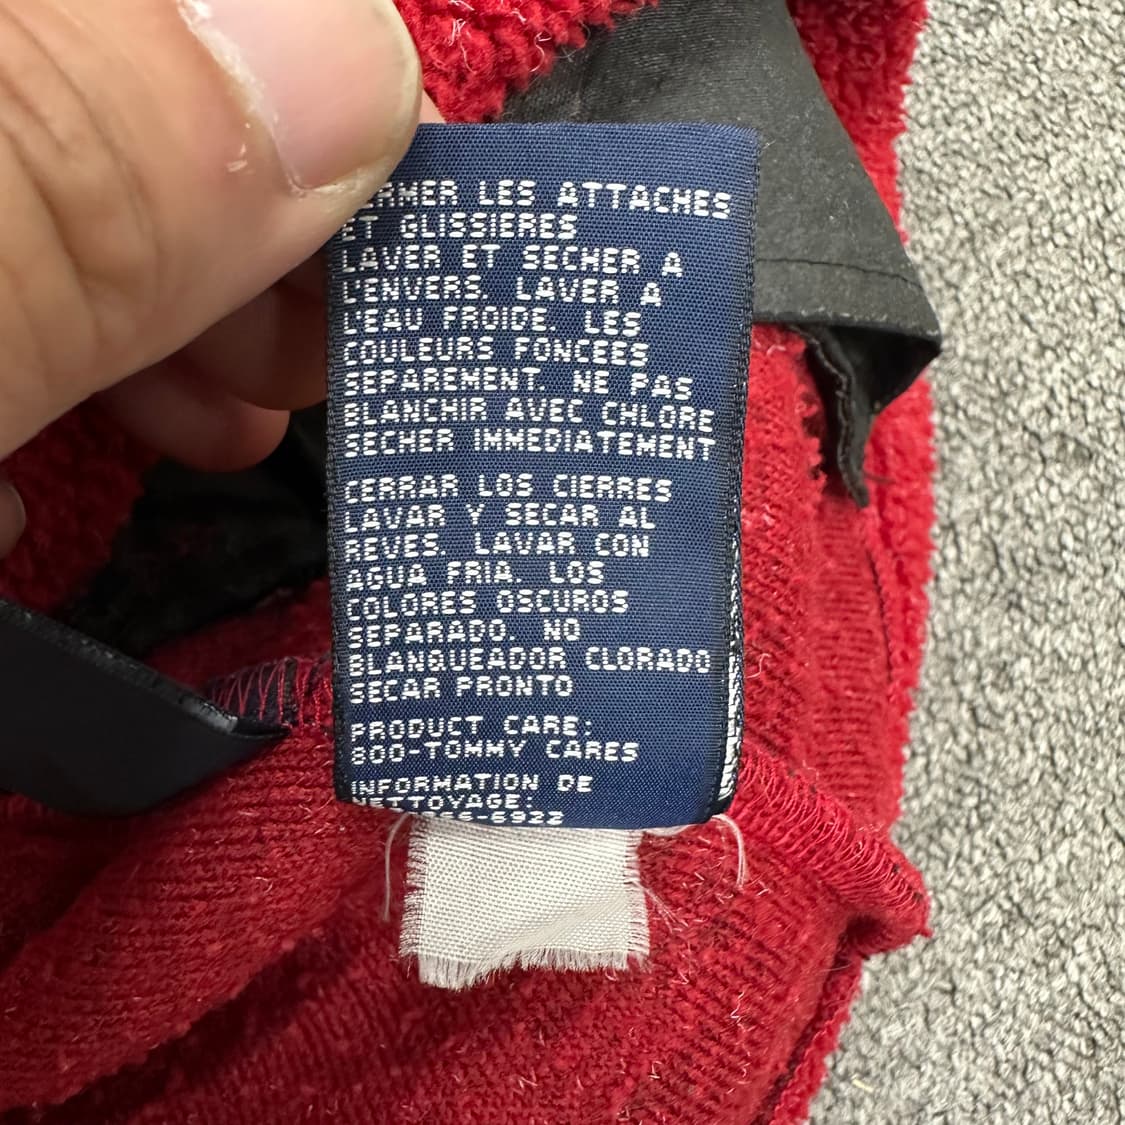 FERMER LES ATTACHES
ET GLISSIERES
LAVER ET SECHER A
L'ENVERS. LAVER A
L'EAU FROIDE. LES
COULEURS FONCEES
SEPAREMENT. NE PAS
BLANCHIR AVEC CHLORE
SECHER IMMEDIATEMENT
CERRAR LOS CIERRES
LAVAR Y SECAR AL
REVES. LAVAR CON
AGUA FRIA. LOS
COLORES OSCUROS
SEPARADO. NO
BLANQUEADOR CLORADO
SECAR PRONTO
PRODUCT CARE:
800-TOMMY CARES
INFORMATION DE
NETTOYAGE: